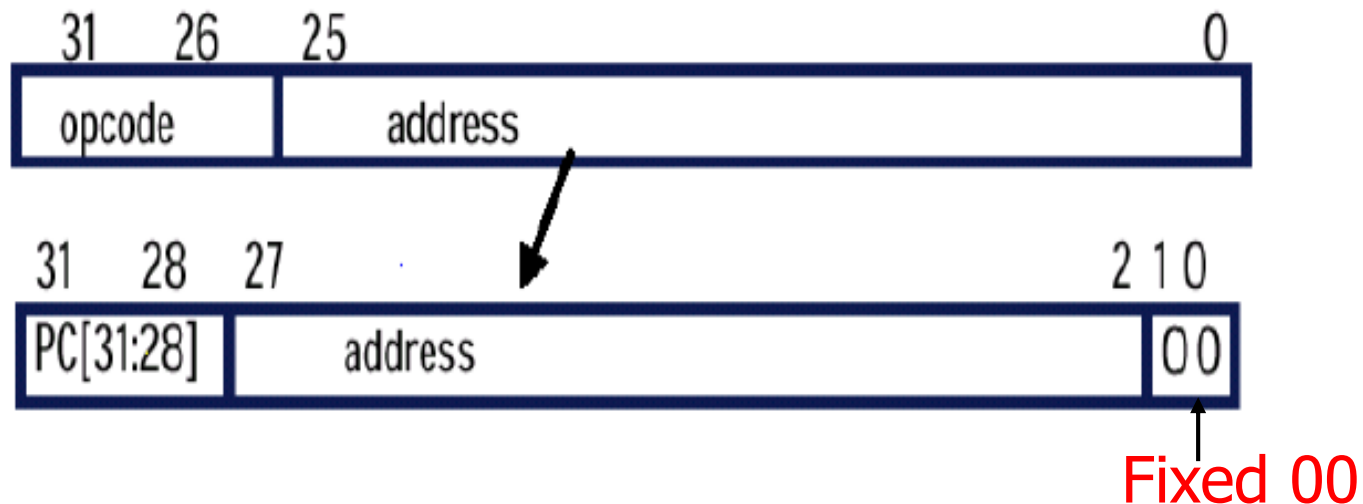 31 26 25 0
opcode address
31 28 27 2 1 0
PC[31:28] address 00
Fixed 00